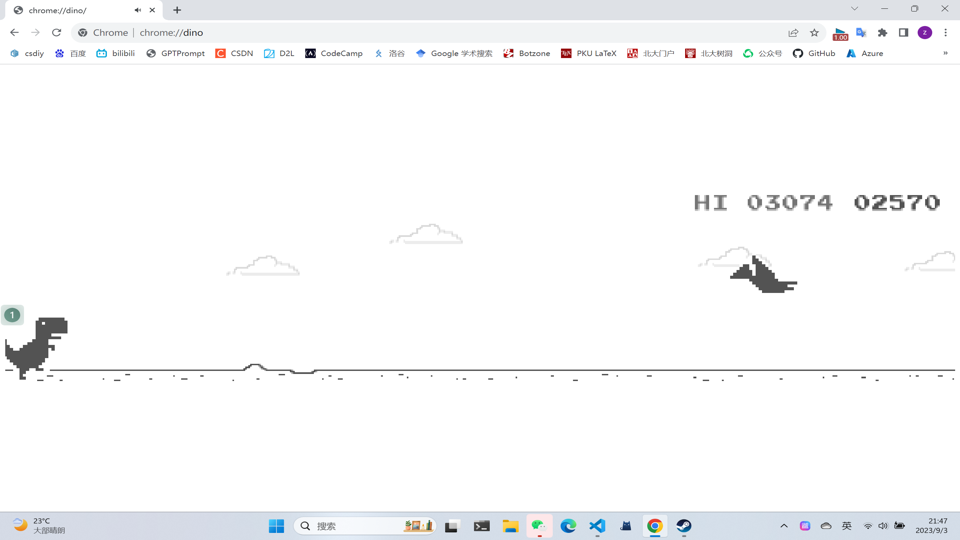 chrome://dino/
Chrome | chrome://dino
1.00
z
csdiy 百度 bilibili GPTPrompt CSDN D2L CodeCamp 洛谷 Google 学术搜索 Botzone PKU LaTeX 北大门户 北大树洞 公众号 GitHub Azure »
HI 03074 02570
1
23°C
大部晴朗
搜索
英
21:47
2023/9/3